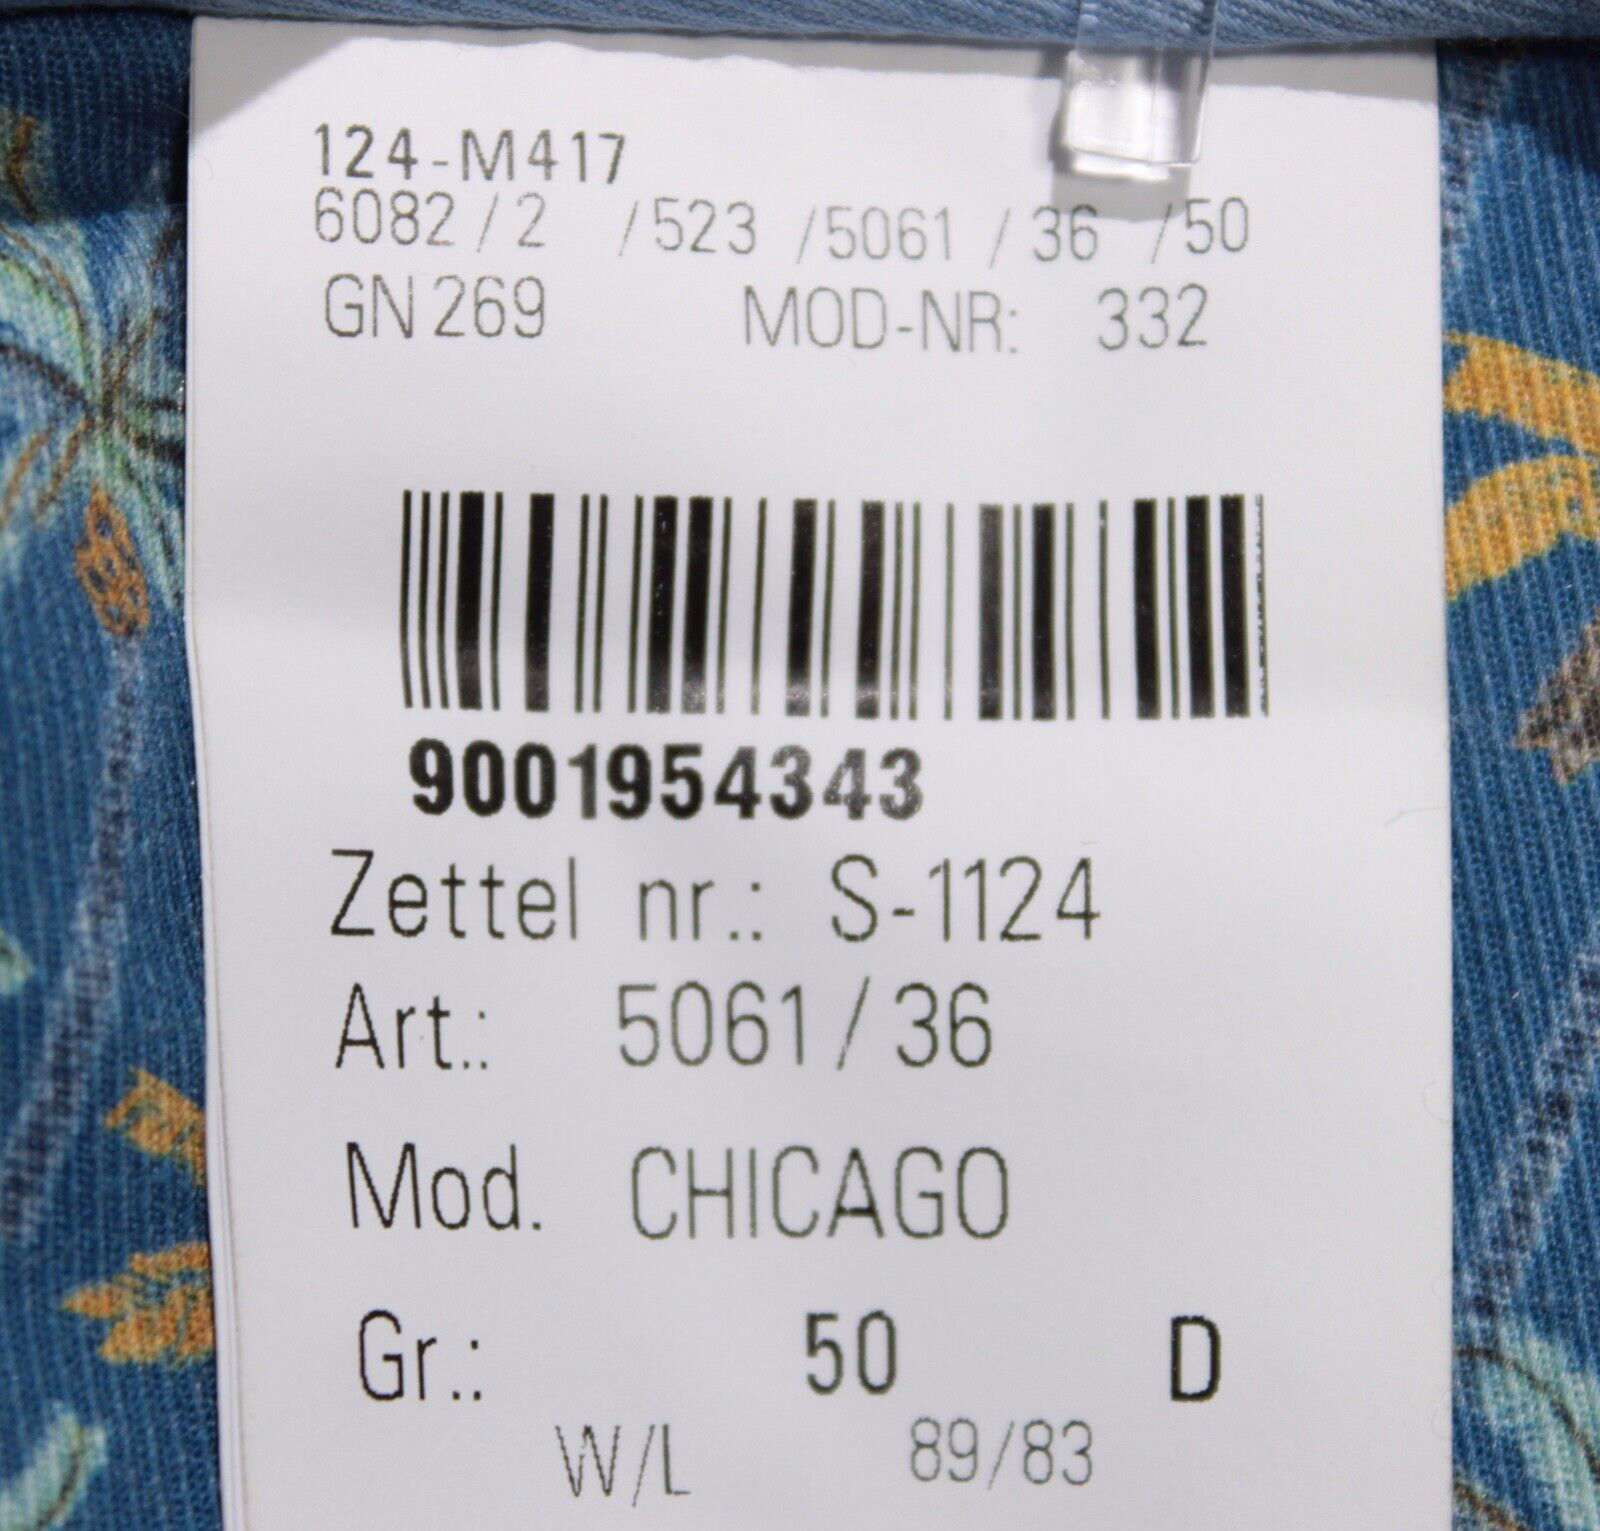 124-M417
6082/2 /523 /5061 /36 /50
GN269 MOD-NR: 332
9001954343
Zettel nr.: S-1124
Art.: 5061/36
Mod. CHICAGO
Gr.: 50 D
W/L 89/83